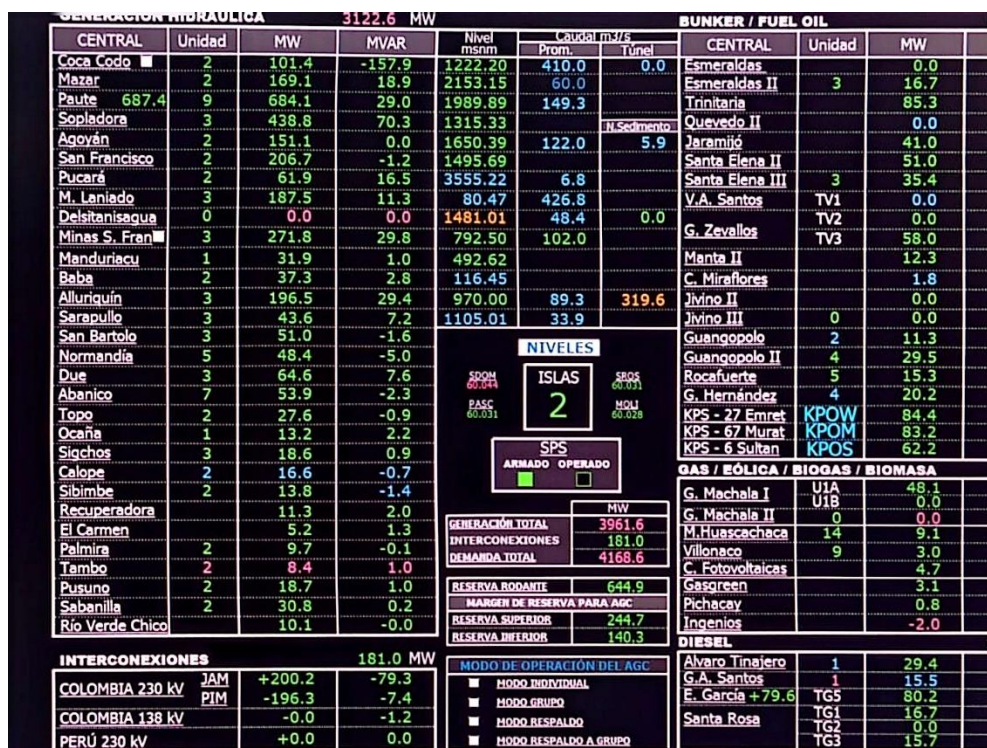 GENERACIÓN HIDRÁULICA 3122.6 MW
CENTRAL Unidad MW MVAR Nivel msnm Caudal m3/s Prom. Túnel
Coca Codo 2 101.4 -157.9 1222.20 410.0 0.0
Mazar 2 169.1 18.9 2153.15 60.0
Paute 687.4 9 684.1 29.0 1989.89 149.3
Sopladora 3 438.8 70.3 1315.33 N.Sedimento
Agoyán 2 151.1 0.0 1650.39 122.0 5.9
San Francisco 2 206.7 -1.2 1495.69
Pucará 2 61.9 16.5 3555.22 6.8
M. Laniado 3 187.5 11.3 80.47 426.8
Delsitanisagua 0 0.0 0.0 1481.01 48.4 0.0
Minas S. Fran 3 271.8 29.8 792.50 102.0
Manduriacu 1 31.9 1.0 492.62
Baba 2 37.3 2.8 116.45
Alluriquín 3 196.5 29.4 970.00 89.3 319.6
Sarapullo 3 43.6 7.2 1105.01 33.9
San Bartolo 3 51.0 -1.6
Normandía 5 48.4 -5.0
Due 3 64.6 7.6
Abanico 7 53.9 -2.3
Topo 2 27.6 -0.9
Ocaña 1 13.2 2.2
Sigchos 3 18.6 0.9
Calope 2 16.6 -0.7
Sibimbe 2 13.8 -1.4
Recuperadora 11.3 2.0
El Carmen 5.2 1.3
Palmira 2 9.7 -0.1
Tambo 2 8.4 1.0
Pusuno 2 18.7 1.0
Sabanilla 2 30.8 0.2
Río Verde Chico 10.1 -0.0
INTERCONEXIONES 181.0 MW
COLOMBIA 230 kV JAM +200.2 -79.3
PIM -196.3 -7.4
COLOMBIA 138 kV -0.0 -1.2
PERÚ 230 kV +0.0 0.0
NIVELES
SDOM 60.044
PASC 60.031
ISLAS
2
SROS 60.031
MOLI 60.028
SPS
ARMADO OPERADO
MW
GENERACIÓN TOTAL 3961.6
INTERCONEXIONES 181.0
DEMANDA TOTAL 4168.6
RESERVA RODANTE 644.9
MARGEN DE RESERVA PARA AGC
RESERVA SUPERIOR 244.7
RESERVA INFERIOR 140.3
MODO DE OPERACIÓN DEL AGC
MODO INDIVIDUAL
MODO GRUPO
MODO RESPALDO
MODO RESPALDO A GRUPO
BUNKER / FUEL OIL
CENTRAL Unidad MW
Esmeraldas 0.0
Esmeraldas II 3 16.7
Trinitaria 85.3
Quevedo II 0.0
Jaramijó 41.0
Santa Elena II 51.0
Santa Elena III 3 35.4
V.A. Santos TV1 0.0
G. Zevallos TV2 0.0
TV3 58.0
Manta II 12.3
C. Miraflores 1.8
Jivino II 0.0
Jivino III 0 0.0
Guangopolo 2 11.3
Guangopolo II 4 29.5
Rocafuerte 5 15.3
G. Hernández 4 20.2
KPS - 27 Emret KPOW 84.4
KPS - 67 Murat KPOM 83.2
KPS - 6 Sultan KPOS 62.2
GAS / EÓLICA / BIOGAS / BIOMASA
G. Machala I U1A 48.1
U1B 0.0
G. Machala II 0 0.0
M.Huascachaca 14 9.1
Villonaco 9 3.0
C. Fotovoltaicas 4.7
Gasgreen 3.1
Pichacay 0.8
Ingenios -2.0
DIESEL
Alvaro Tinajero 1 29.4
G.A. Santos 1 15.5
E. García +79.6 TG5 80.2
Santa Rosa TG1 16.7
TG2 0.0
TG3 15.7